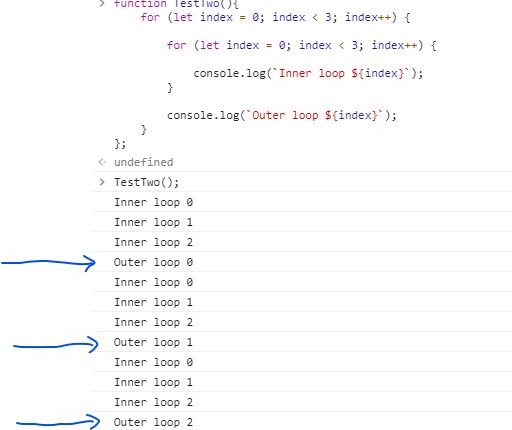 > function TestTwo(){
for (let index = 0; index < 3; index++) {
for (let index = 0; index < 3; index++) {
console.log(`Inner loop ${index}`);
}
console.log(`Outer loop ${index}`);
}
};
undefined
> TestTwo();
Inner loop 0
Inner loop 1
Inner loop 2
Outer loop 0
Inner loop 0
Inner loop 1
Inner loop 2
Outer loop 1
Inner loop 0
Inner loop 1
Inner loop 2
Outer loop 2